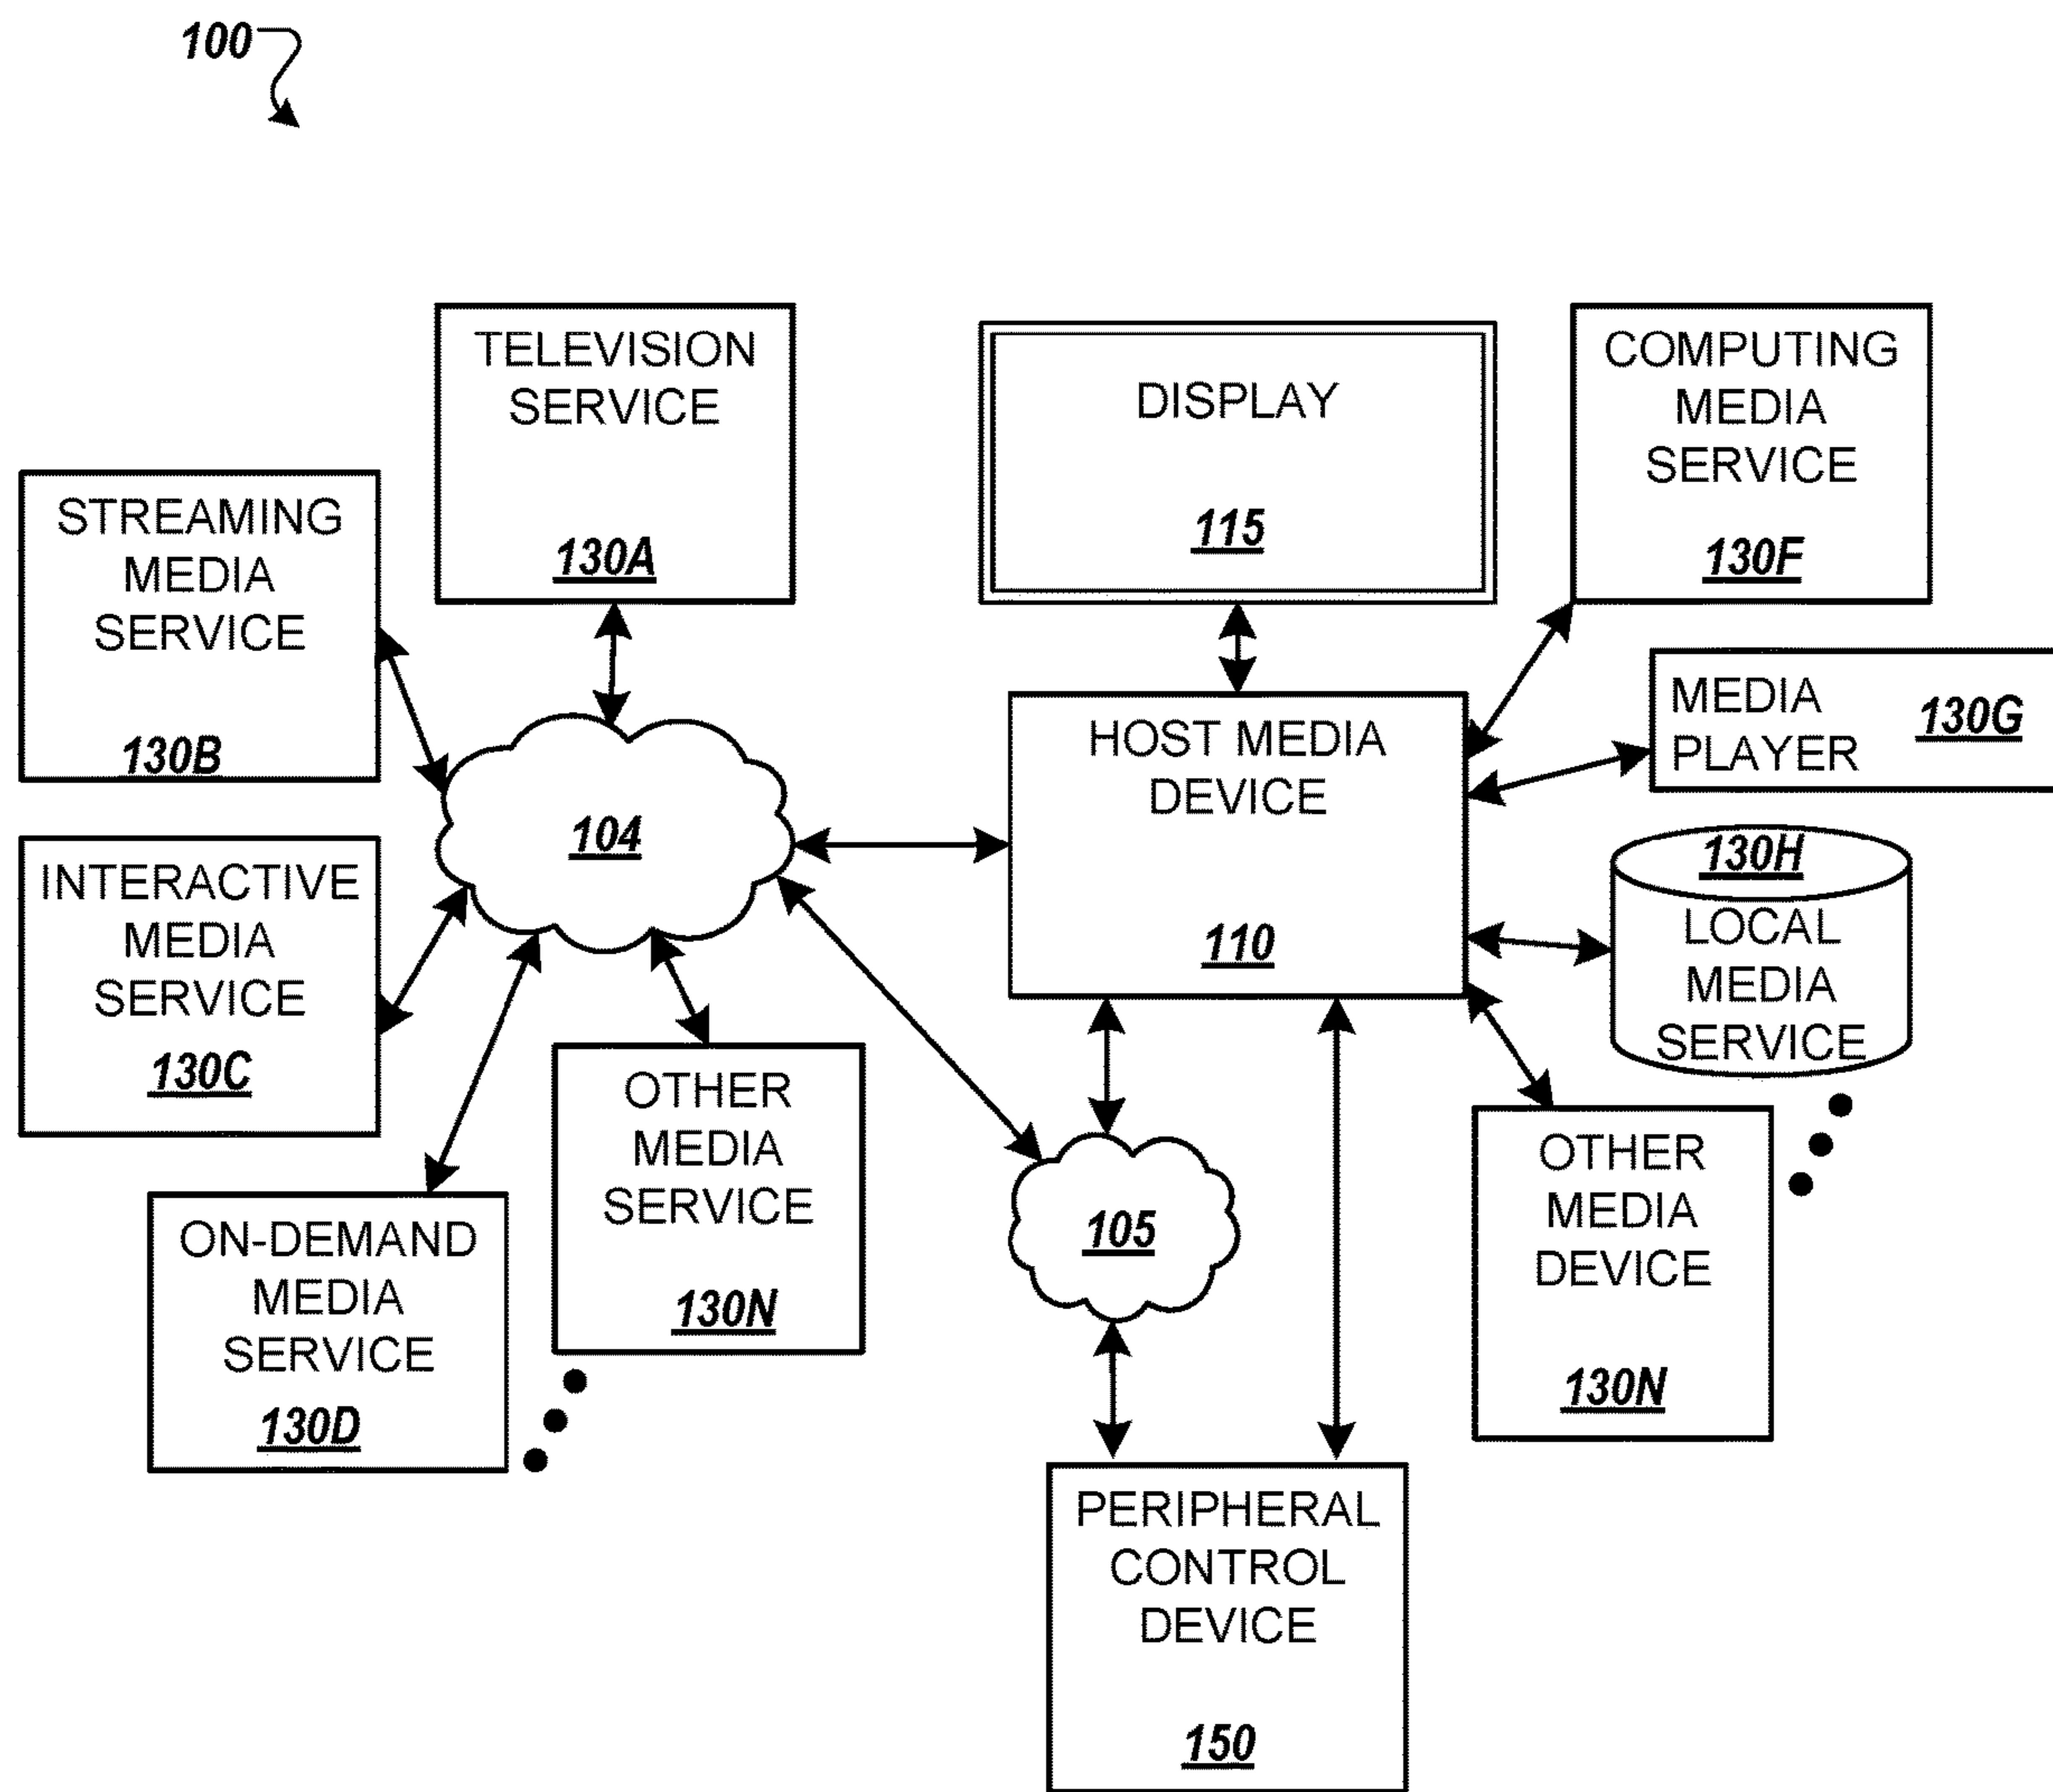 100
TELEVISION
SERVICE
130A
DISPLAY
115
COMPUTING
MEDIA
SERVICE
130F
STREAMING
MEDIA
SERVICE
130B
MEDIA
PLAYER
130G
HOST MEDIA
DEVICE
110
104
130H
LOCAL
MEDIA
SERVICE
INTERACTIVE
MEDIA
SERVICE
130C
OTHER
MEDIA
SERVICE
130N
105
OTHER
MEDIA
DEVICE
130N
ON-DEMAND
MEDIA
SERVICE
130D
PERIPHERAL
CONTROL
DEVICE
150